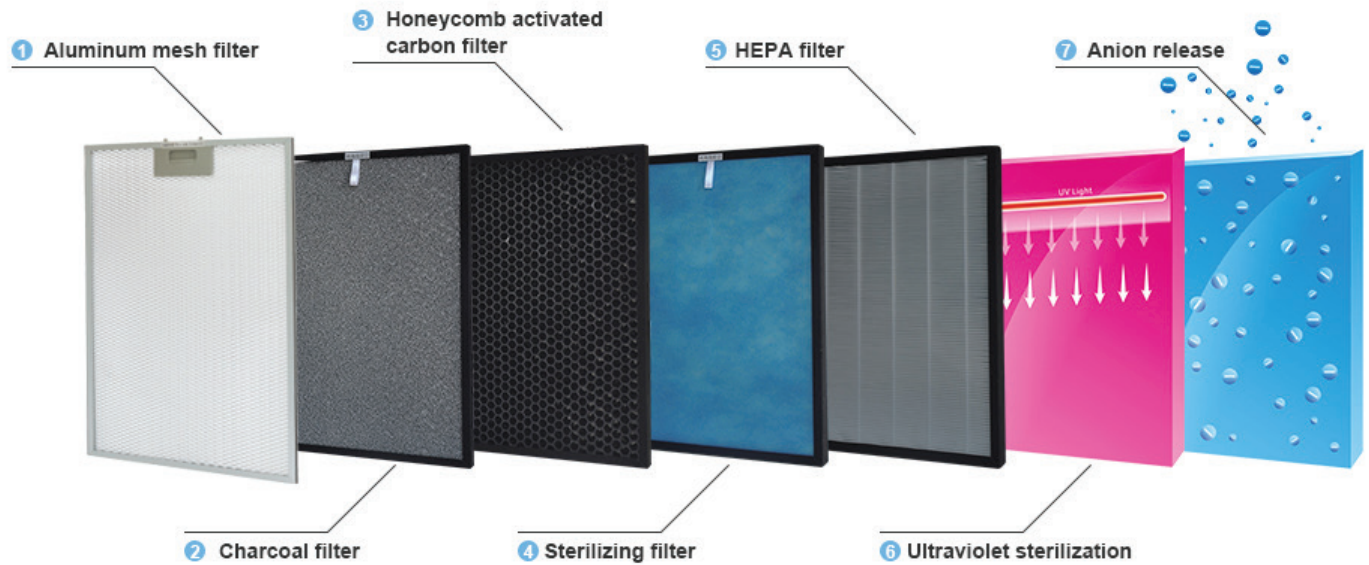 1 Aluminum mesh filter
3 Honeycomb activated
carbon filter
5 HEPA filter
7 Anion release
UV Light
2 Charcoal filter
4 Sterilizing filter
6 Ultraviolet sterilization